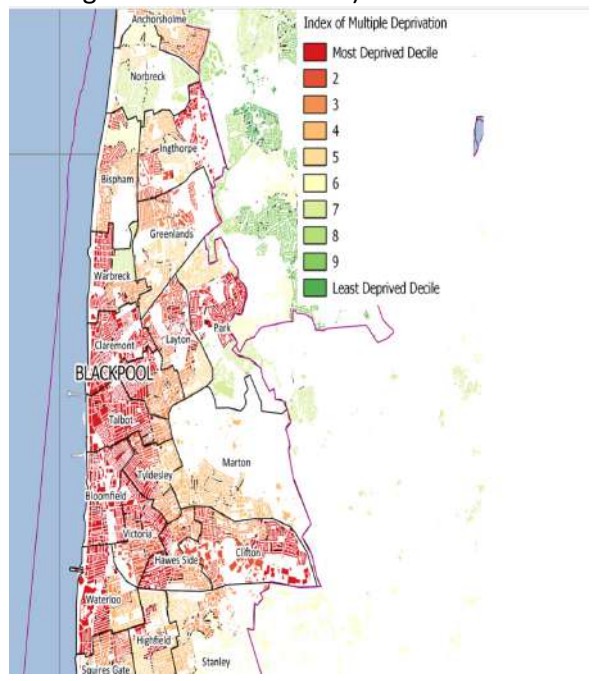 Anchorsholme
Index of Multiple Deprivation
Most Deprived Decile
2
Norbreck
3
4
Ingthorpe
5
Bispham
6
7
Greenlands
8
9
Warbreck
Least Deprived Decile
Park
Claremont
Layton
BLACKPOOL
Talbot
Marton
Tyldesley
Bloomfield
Victoria
Clifton
Hawes Side
Waterloo
Highfield
Stanley
Squires Gate